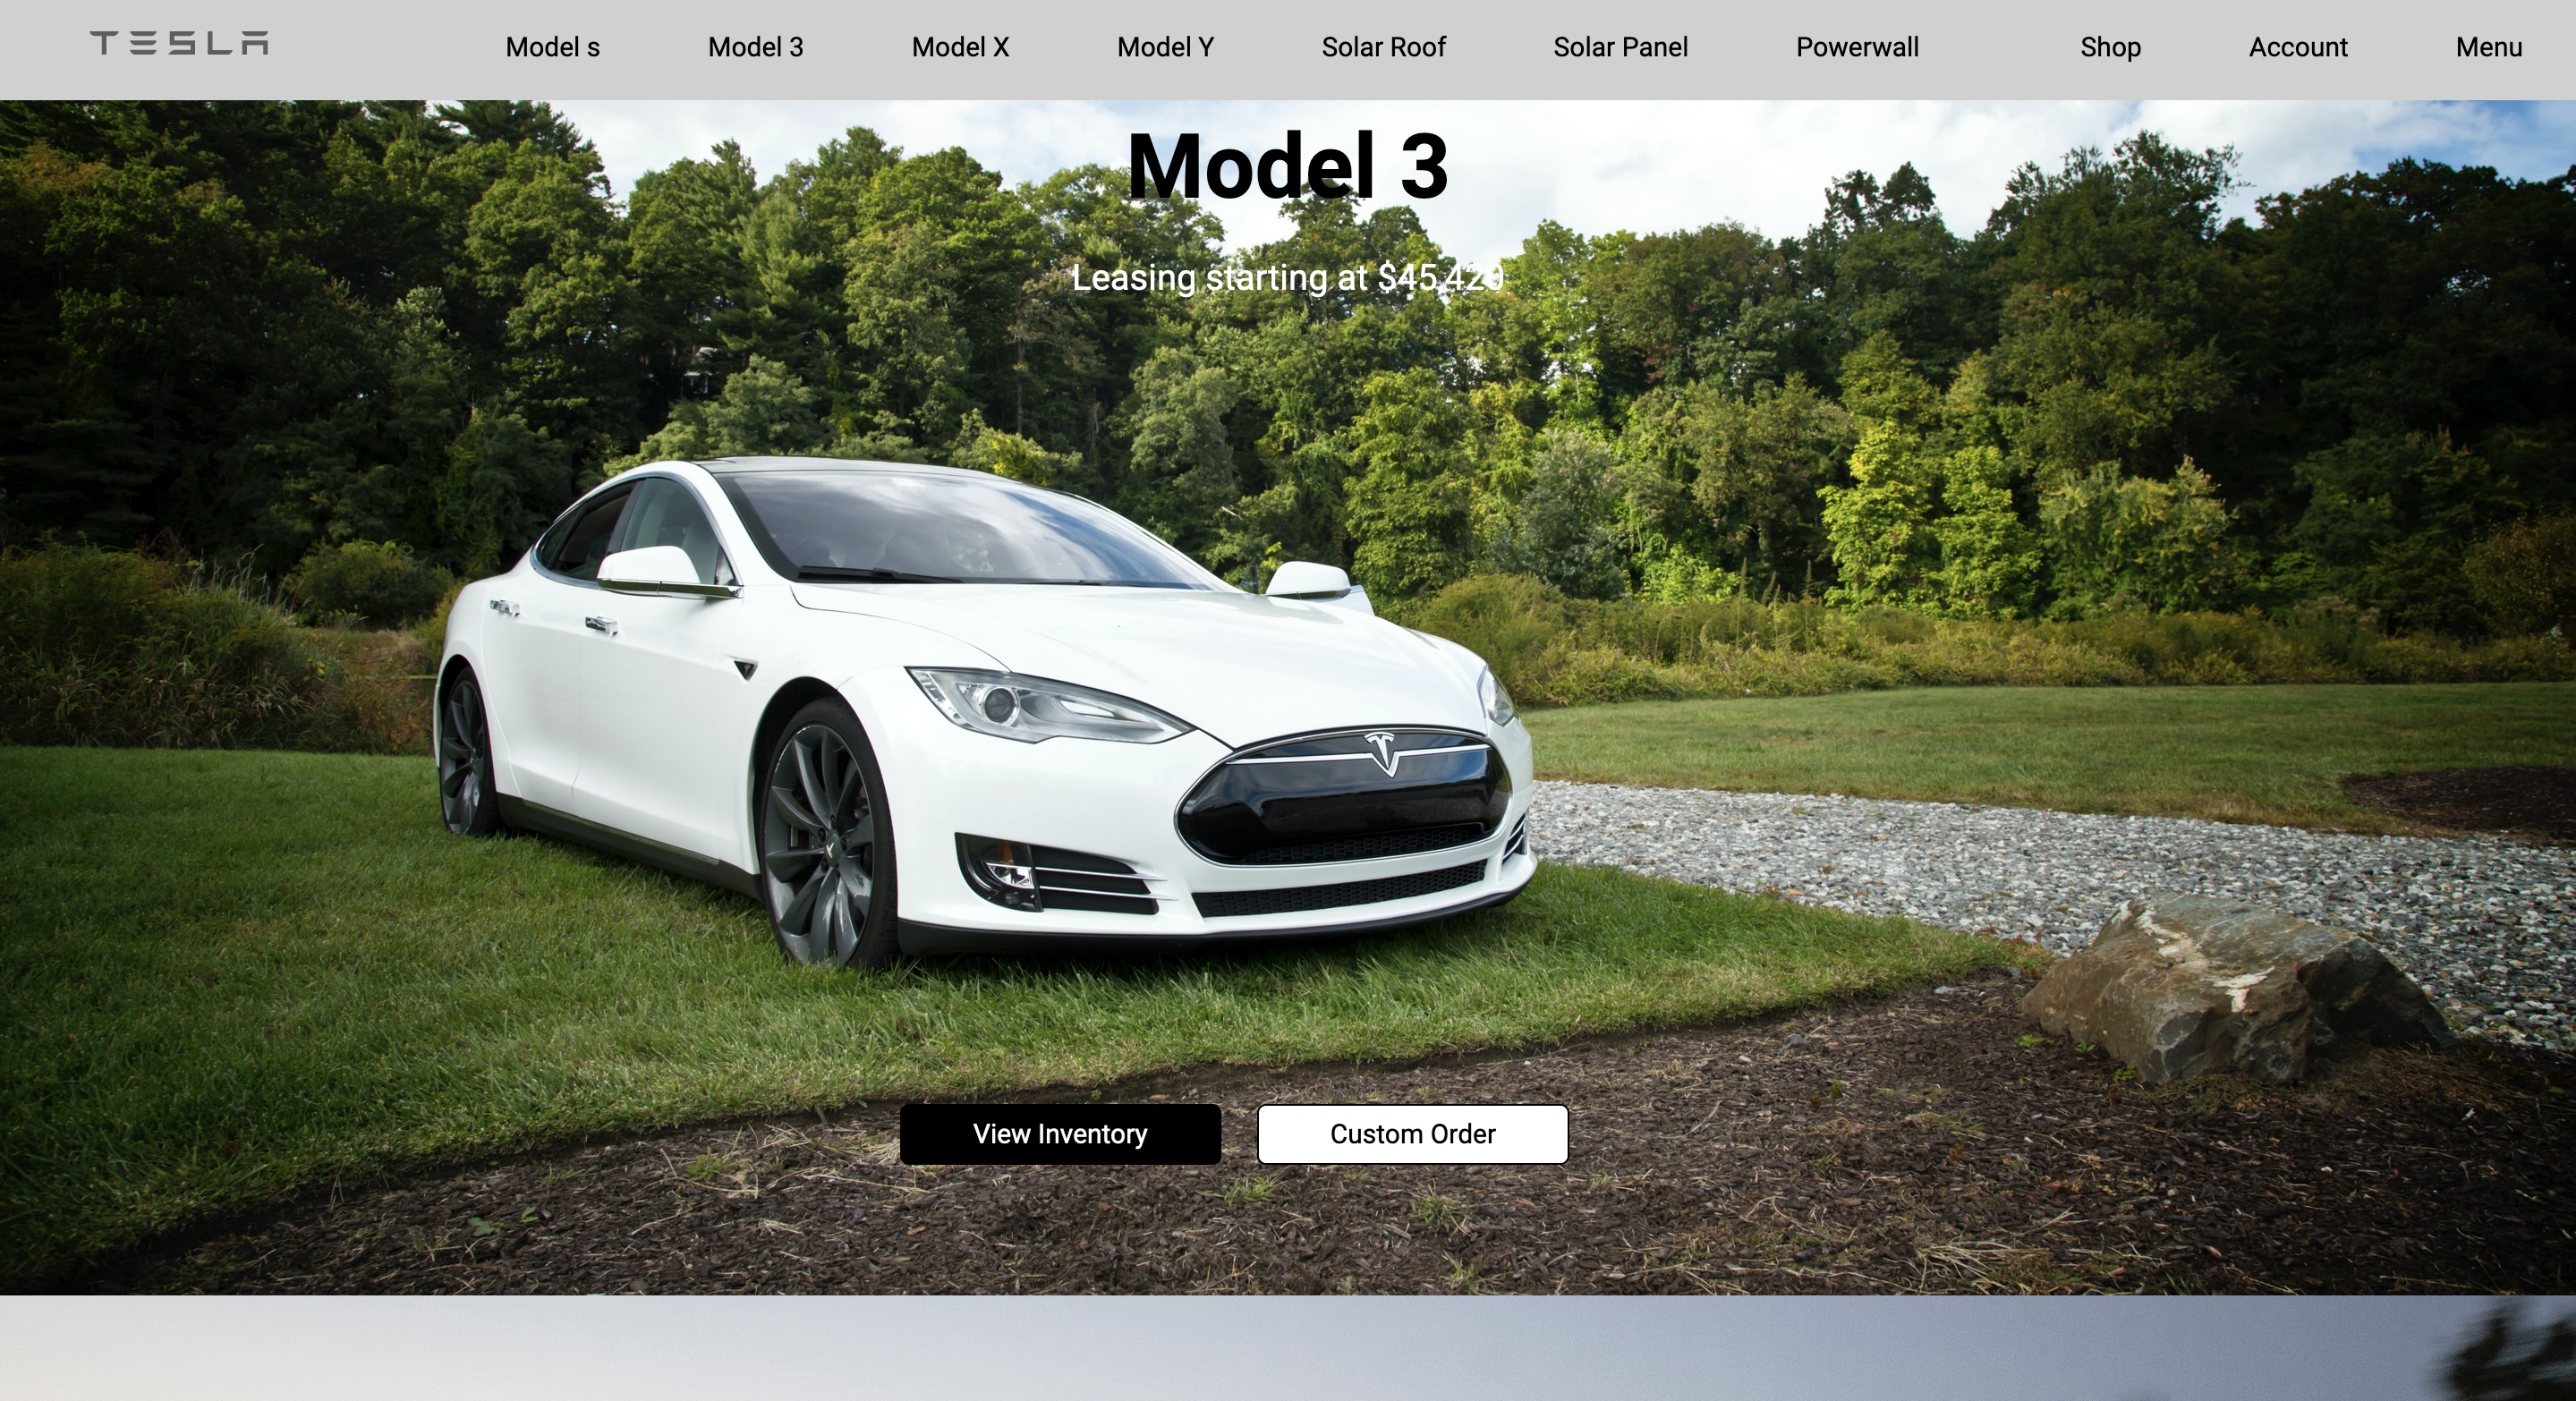 TESLA Model s Model 3 Model X Model Y Solar Roof Solar Panel Powerwall Shop Account Menu
Model 3
Leasing starting at $45,429
View Inventory Custom Order